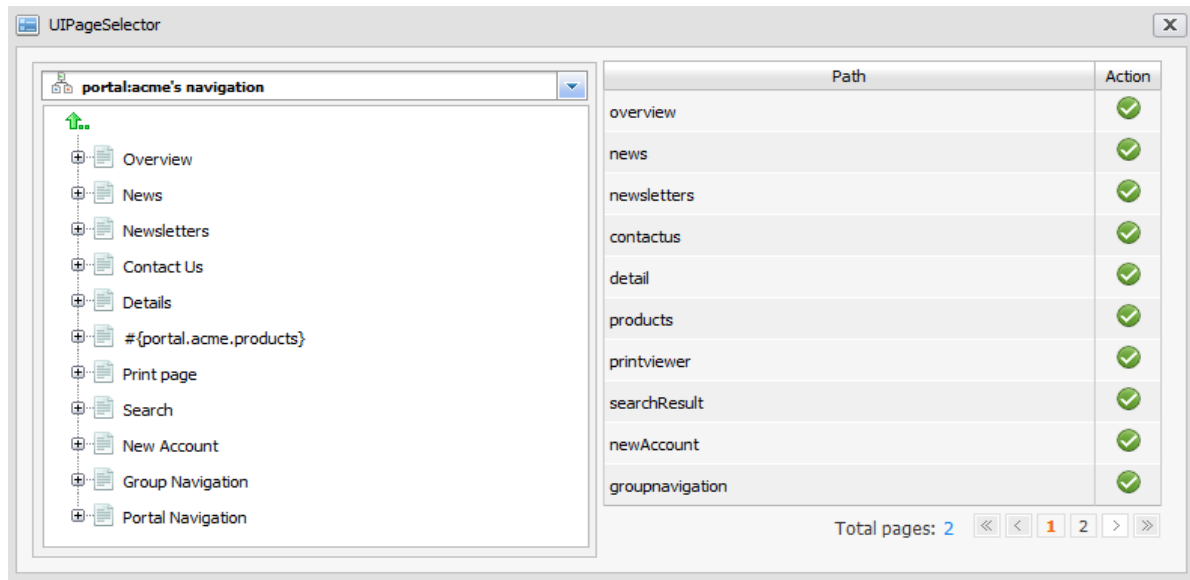 UIPageSelector
portal:acme's navigation
Overview
News
Newsletters
Contact Us
Details
#{portal.acme.products}
Print page
Search
New Account
Group Navigation
Portal Navigation
Path Action
overview
news
newsletters
contactus
detail
products
printviewer
searchResult
newAccount
groupnavigation
Total pages: 2 « < 1 2 > »